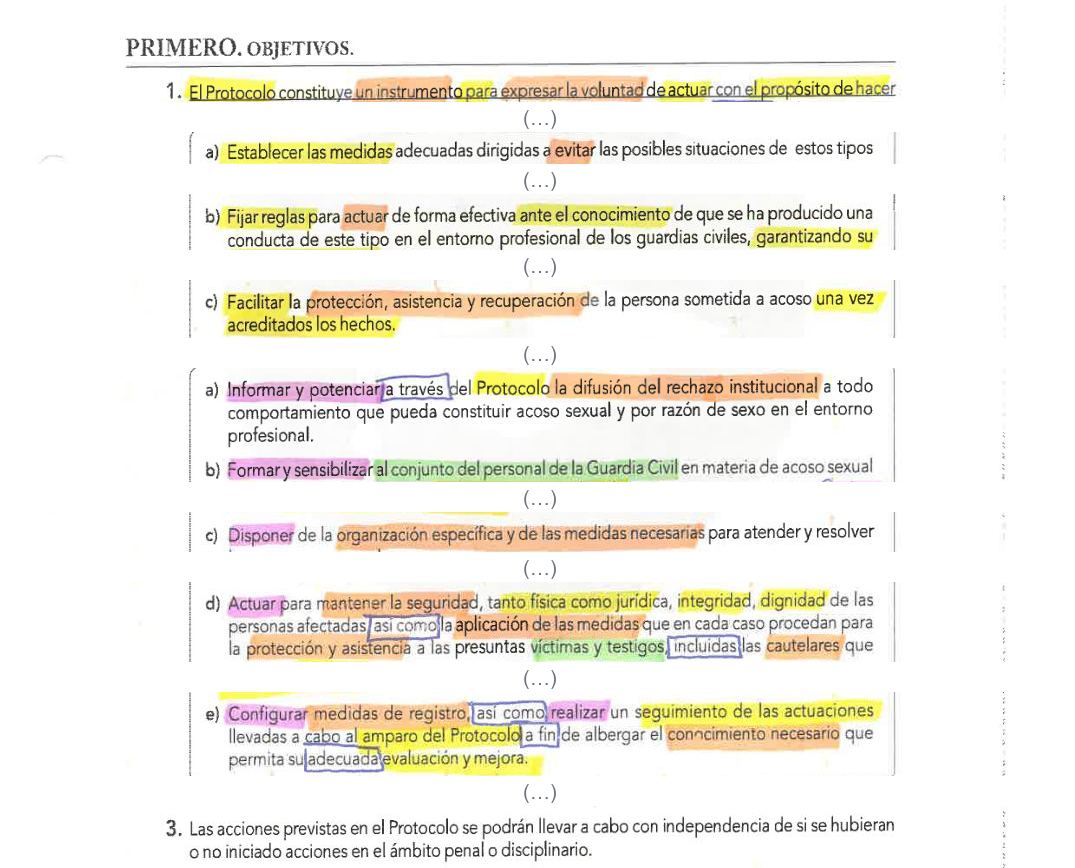 PRIMERO. OBJETIVOS.
1. El Protocolo constituye un instrumento para expresar la voluntad de actuar con el propósito de hacer
(...)
a) Establecer las medidas adecuadas dirigidas a evitar las posibles situaciones de estos tipos
(...)
b) Fijar reglas para actuar de forma efectiva ante el conocimiento de que se ha producido una
conducta de este tipo en el entorno profesional de los guardias civiles, garantizando su
(...)
c) Facilitar la protección, asistencia y recuperación de la persona sometida a acoso una vez
acreditados los hechos.
(...)
a) Informar y potenciar a través del Protocolo la difusión del rechazo institucional a todo
comportamiento que pueda constituir acoso sexual y por razón de sexo en el entorno
profesional.
b) Formar y sensibilizar al conjunto del personal de la Guardia Civil en materia de acoso sexual
(...)
c) Disponer de la organización específica y de las medidas necesarias para atender y resolver
(...)
d) Actuar para mantener la seguridad, tanto física como jurídica, integridad, dignidad de las
personas afectadas, así como la aplicación de las medidas que en cada caso procedan para
la protección y asistencia a las presuntas víctimas y testigos, incluidas las cautelares que
(...)
e) Configurar medidas de registro, así como realizar un seguimiento de las actuaciones
llevadas a cabo al amparo del Protocolo a fin de albergar el conocimiento necesario que
permita su adecuada evaluación y mejora.
(...)
3. Las acciones previstas en el Protocolo se podrán llevar a cabo con independencia de si se hubieran
o no iniciado acciones en el ámbito penal o disciplinario.